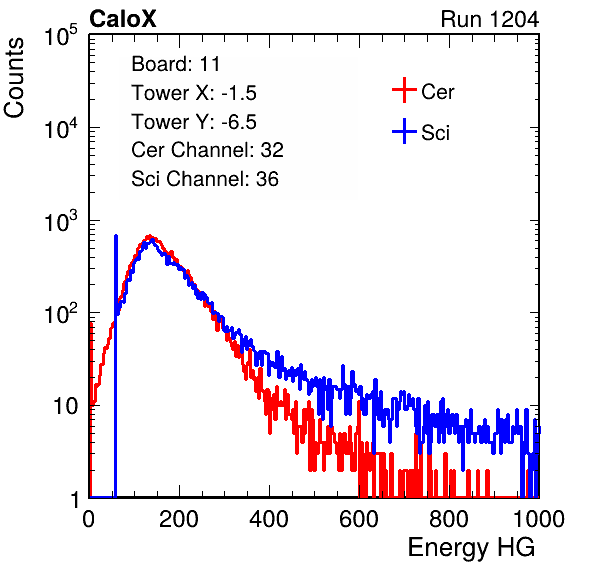 CaloX Run 1204
Counts
10^5
10^4
10^3
10^2
10
1
Board: 11
Tower X: -1.5
Tower Y: -6.5
Cer Channel: 32
Sci Channel: 36
Cer
Sci
0 200 400 600 800 1000
Energy HG